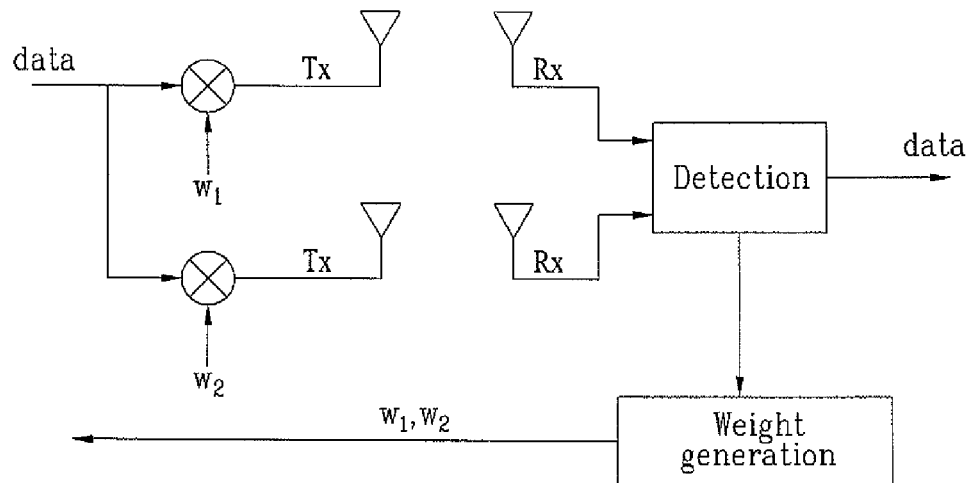 data
Tx
Rx
w1
Detection
data
Tx
Rx
w2
w1, w2
Weight
generation